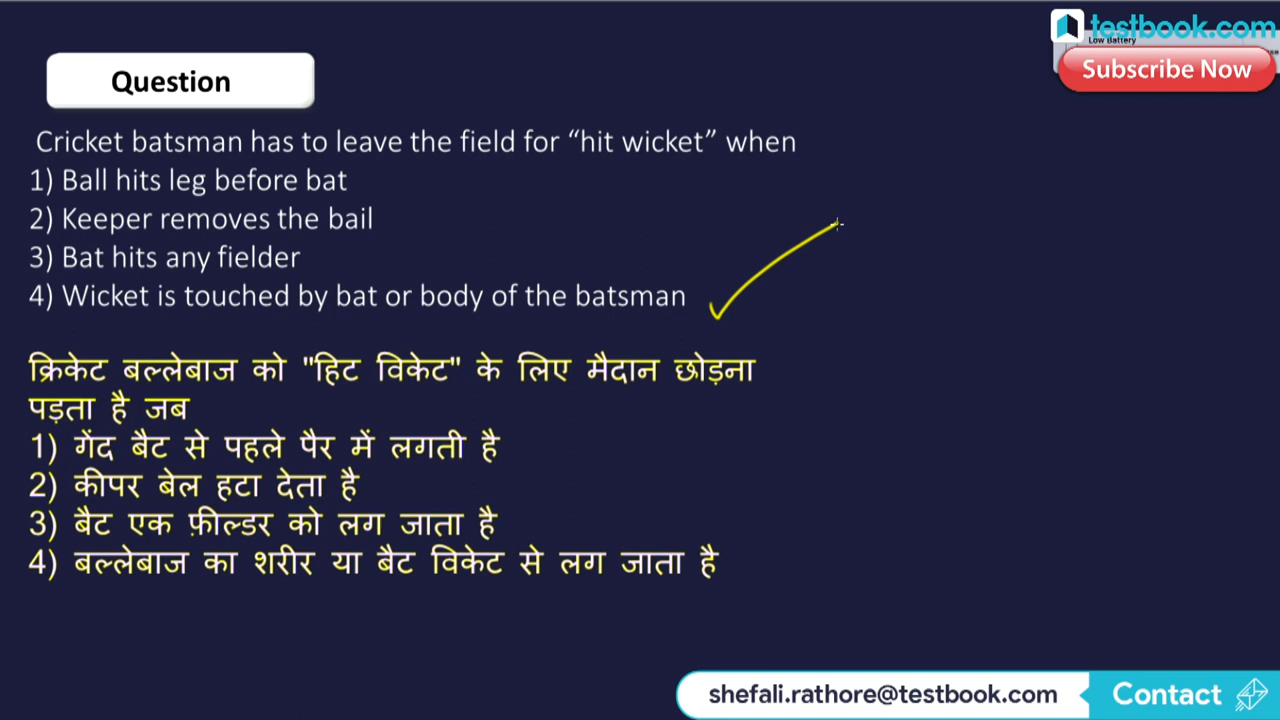 testbook.com
Low Battery
Subscribe Now
Question
Cricket batsman has to leave the field for “hit wicket” when
1) Ball hits leg before bat
2) Keeper removes the bail
3) Bat hits any fielder
4) Wicket is touched by bat or body of the batsman
क्रिकेट बल्लेबाज को "हिट विकेट" के लिए मैदान छोड़ना
पड़ता है जब
1) गेंद बैट से पहले पैर में लगती है
2) कीपर बेल हटा देता है
3) बैट एक फ़ील्डर को लग जाता है
4) बल्लेबाज का शरीर या बैट विकेट से लग जाता है
shefali.rathore@testbook.com
Contact